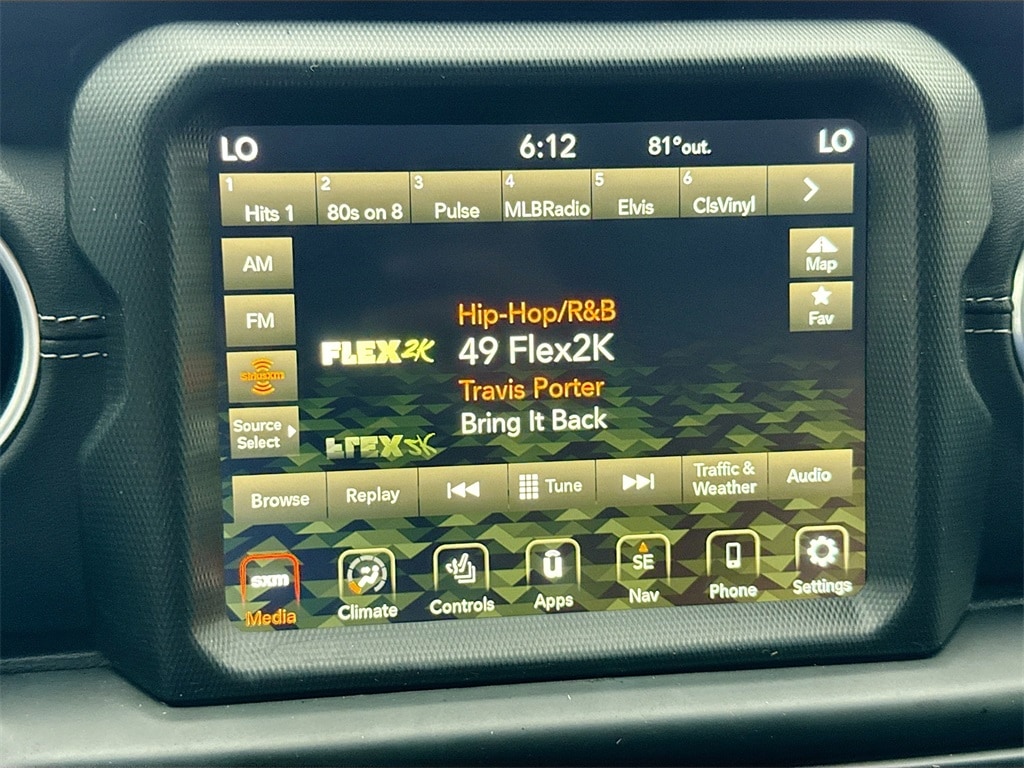 LO 6:12 81°out. LO
1 2 3 4 5 6
Hits 1 80s on 8 Pulse MLBRadio Elvis ClsVinyl
AM
Map
FM
Fav
Hip-Hop/R&B
FLEX2K 49 Flex2K
siriusxm
Travis Porter
Bring It Back
Source
Select
Browse Replay Tune Traffic &
Weather Audio
sxm SE
Media Climate Controls Apps Nav Phone Settings